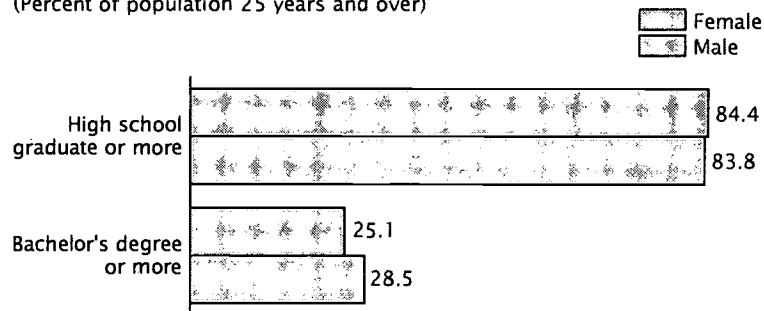 (Percent of population 25 years and over)
Female
Male
High school
graduate or more
84.4
83.8
Bachelor's degree
or more
25.1
28.5